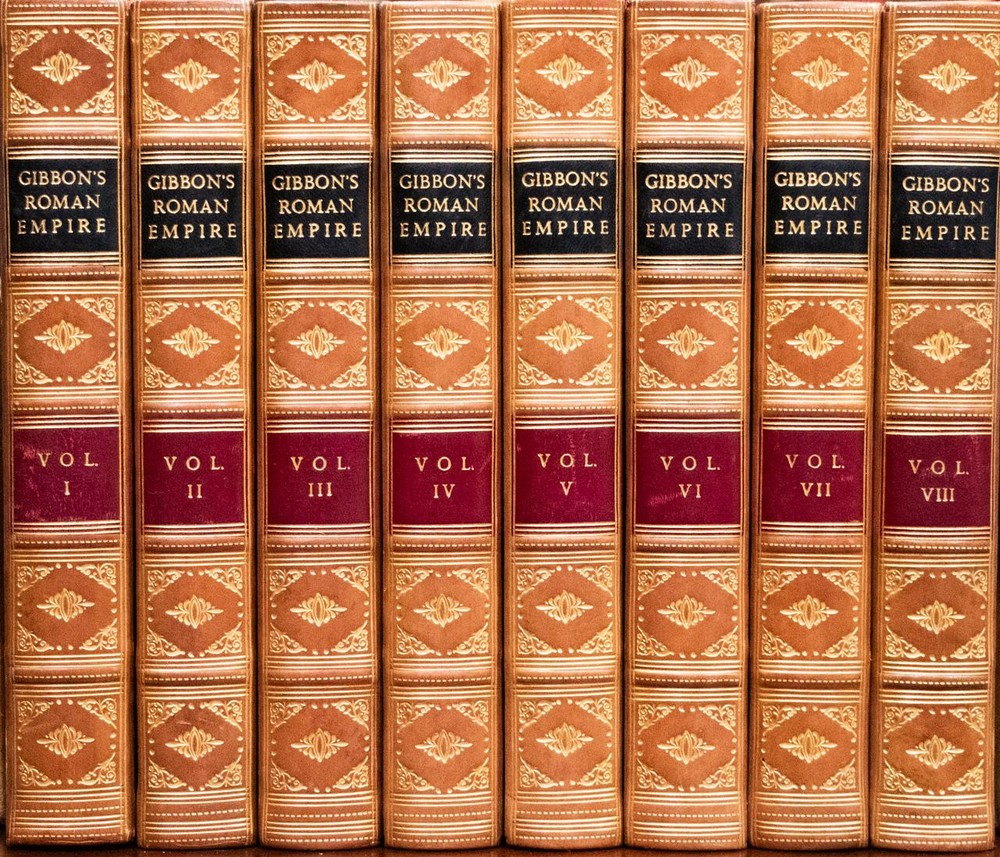 GIBBON'S
ROMAN
EMPIRE
VOL.
I
GIBBON'S
ROMAN
EMPIRE
VOL.
II
GIBBON'S
ROMAN
EMPIRE
VOL.
III
GIBBON'S
ROMAN
EMPIRE
VOL.
IV
GIBBON'S
ROMAN
EMPIRE
VOL.
V
GIBBON'S
ROMAN
EMPIRE
VOL.
VI
GIBBON'S
ROMAN
EMPIRE
VOL.
VII
GIBBON'S
ROMAN
EMPIRE
VOL.
VIII